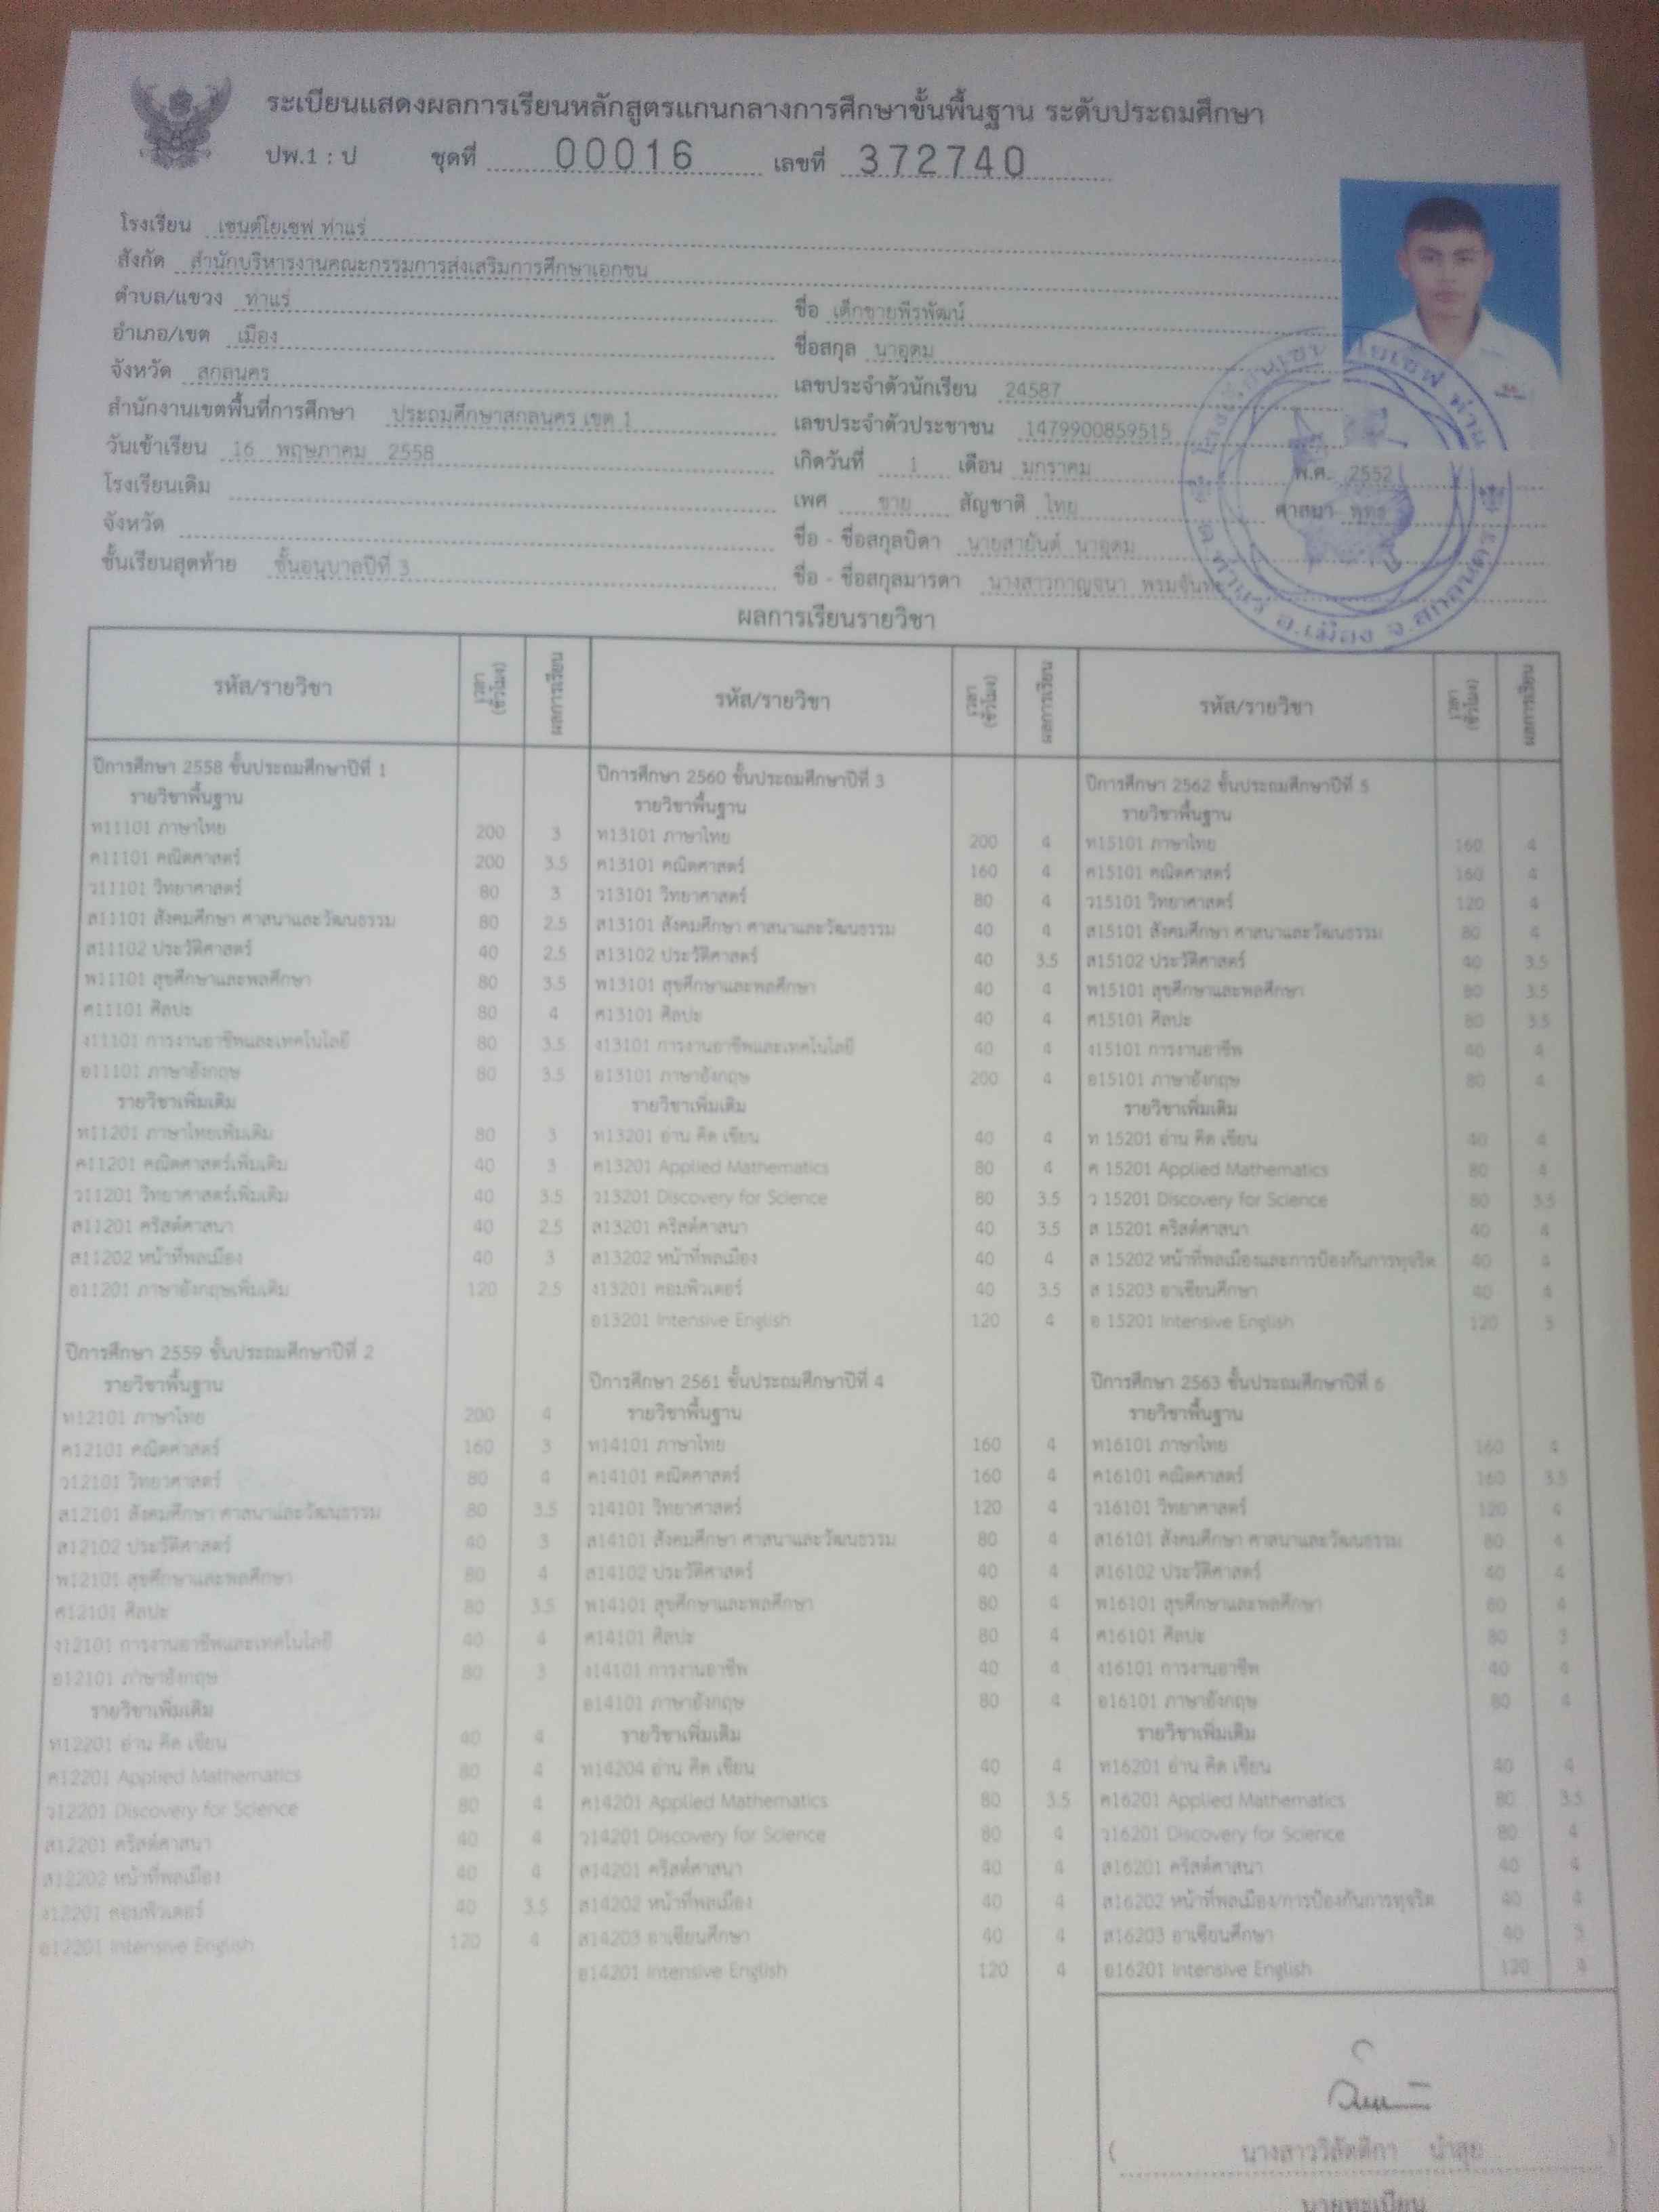 ระเบียนแสดงผลการเรียนหลักสูตรแกนกลางการศึกษาขั้นพื้นฐาน ระดับประถมศึกษา
ปพ.1 : ป ชุดที่ 00016 เลขที่ 372740
โรงเรียน เซนต์โยเซฟ ท่าแร่
สังกัด สำนักบริหารงานคณะกรรมการส่งเสริมการศึกษาเอกชน
ตำบล/แขวง ท่าแร่
อำเภอ/เขต เมือง
จังหวัด สกลนคร
สำนักงานเขตพื้นที่การศึกษา ประถมศึกษาสกลนคร เขต 1
วันเข้าเรียน 16 พฤษภาคม 2558
โรงเรียนเดิม
จังหวัด
ชั้นเรียนสุดท้าย ชั้นอนุบาลปีที่ 3
ชื่อ เด็กชายพีรพัฒน์
ชื่อสกุล นาอุดม
เลขประจำตัวนักเรียน 24587
เลขประจำตัวประชาชน 1479900859515
เกิดวันที่ 1 เดือน มกราคม พ.ศ. 2552
เพศ ชาย สัญชาติ ไทย ศาสนา พุทธ
ชื่อ - ชื่อสกุลบิดา นายสายันต์ นาอุดม
ชื่อ - ชื่อสกุลมารดา นางสาวกาญจนา
อ.เมือง จ.สกลนคร
ผลการเรียนรายวิชา
รหัส/รายวิชา เวลา (ชั่วโมง) ผลการเรียน
ปีการศึกษา 2558 ชั้นประถมศึกษาปีที่ 1
รายวิชาพื้นฐาน
ท11101 ภาษาไทย 200 3
ค11101 คณิตศาสตร์ 200 3.5
ว11101 วิทยาศาสตร์ 80 3
ส11101 สังคมศึกษา ศาสนาและวัฒนธรรม 80 2.5
ส11102 ประวัติศาสตร์ 40 2.5
พ11101 สุขศึกษาและพลศึกษา 80 3.5
ศ11101 ศิลปะ 80 4
ง11101 การงานอาชีพและเทคโนโลยี 80 3.5
อ11101 ภาษาอังกฤษ 80 3.5
รายวิชาเพิ่มเติม
ท11201 ภาษาไทยเพิ่มเติม 80 3
ค11201 คณิตศาสตร์เพิ่มเติม 40 3
ว11201 วิทยาศาสตร์เพิ่มเติม 40 3.5
ส11201 คริสต์ศาสนา 40 2.5
ส11202 หน้าที่พลเมือง 40 3
อ11201 ภาษาอังกฤษเพิ่มเติม 120 2.5
ปีการศึกษา 2559 ชั้นประถมศึกษาปีที่ 2
รายวิชาพื้นฐาน
ท12101 ภาษาไทย 200 4
ค12101 คณิตศาสตร์ 160 3
ว12101 วิทยาศาสตร์ 80 4
ส12101 สังคมศึกษา ศาสนาและวัฒนธรรม 80 3.5
ส12102 ประวัติศาสตร์ 40 3
พ12101 สุขศึกษาและพลศึกษา 80 4
ศ12101 ศิลปะ 80 3.5
ง12101 การงานอาชีพและเทคโนโลยี 40 4
อ12101 ภาษาอังกฤษ 80 3
รายวิชาเพิ่มเติม
ท12201 อ่าน คิด เขียน 40 4
ค12201 Applied Mathematics 80 4
ว12201 Discovery for Science 80 4
ส12201 คริสต์ศาสนา 40 4
ส12202 หน้าที่พลเมือง 40 4
ง12201 คอมพิวเตอร์ 40 3.5
อ12201 Intensive English 120 4
รหัส/รายวิชา เวลา (ชั่วโมง) ผลการเรียน
ปีการศึกษา 2560 ชั้นประถมศึกษาปีที่ 3
รายวิชาพื้นฐาน
ท13101 ภาษาไทย 200 4
ค13101 คณิตศาสตร์ 160 4
ว13101 วิทยาศาสตร์ 80 4
ส13101 สังคมศึกษา ศาสนาและวัฒนธรรม 40 4
ส13102 ประวัติศาสตร์ 40 3.5
พ13101 สุขศึกษาและพลศึกษา 40 4
ศ13101 ศิลปะ 40 4
ง13101 การงานอาชีพและเทคโนโลยี 40 4
อ13101 ภาษาอังกฤษ 200 4
รายวิชาเพิ่มเติม
ท13201 อ่าน คิด เขียน 40 4
ค13201 Applied Mathematics 80 4
ว13201 Discovery for Science 80 3.5
ส13201 คริสต์ศาสนา 40 3.5
ส13202 หน้าที่พลเมือง 40 4
ง13201 คอมพิวเตอร์ 40 3.5
อ13201 Intensive English 120 4
ปีการศึกษา 2561 ชั้นประถมศึกษาปีที่ 4
รายวิชาพื้นฐาน
ท14101 ภาษาไทย 160 4
ค14101 คณิตศาสตร์ 160 4
ว14101 วิทยาศาสตร์ 120 4
ส14101 สังคมศึกษา ศาสนาและวัฒนธรรม 80 4
ส14102 ประวัติศาสตร์ 40 4
พ14101 สุขศึกษาและพลศึกษา 80 4
ศ14101 ศิลปะ 80 4
ง14101 การงานอาชีพ 40 4
อ14101 ภาษาอังกฤษ 80 4
รายวิชาเพิ่มเติม
ท14204 อ่าน คิด เขียน 40 4
ค14201 Applied Mathematics 80 3.5
ว14201 Discovery for Science 80 4
ส14201 คริสต์ศาสนา 40 4
ส14202 หน้าที่พลเมือง 40 4
ส14203 อาเซียนศึกษา 40 4
อ14201 Intensive English 120 4
รหัส/รายวิชา เวลา (ชั่วโมง) ผลการเรียน
ปีการศึกษา 2562 ชั้นประถมศึกษาปีที่ 5
รายวิชาพื้นฐาน
ท15101 ภาษาไทย 160 4
ค15101 คณิตศาสตร์ 160 4
ว15101 วิทยาศาสตร์ 120 4
ส15101 สังคมศึกษา ศาสนาและวัฒนธรรม 80 4
ส15102 ประวัติศาสตร์ 40 3.5
พ15101 สุขศึกษาและพลศึกษา 80 3.5
ศ15101 ศิลปะ 80 3.5
ง15101 การงานอาชีพ 40 4
อ15101 ภาษาอังกฤษ 80 4
รายวิชาเพิ่มเติม
ท 15201 อ่าน คิด เขียน 40 4
ค 15201 Applied Mathematics 80 4
ว 15201 Discovery for Science 80 3.5
ส 15201 คริสต์ศาสนา 40 4
ส 15202 หน้าที่พลเมืองและการป้องกันการทุจริต 40 4
ส 15203 อาเซียนศึกษา 40 4
อ 15201 Intensive English 120 3
ปีการศึกษา 2563 ชั้นประถมศึกษาปีที่ 6
รายวิชาพื้นฐาน
ท16101 ภาษาไทย 160 4
ค16101 คณิตศาสตร์ 160 3.5
ว16101 วิทยาศาสตร์ 120 4
ส16101 สังคมศึกษา ศาสนาและวัฒนธรรม 80 4
ส16102 ประวัติศาสตร์ 40 4
พ16101 สุขศึกษาและพลศึกษา 80 4
ศ16101 ศิลปะ 80 3
ง16101 การงานอาชีพ 40 4
อ16101 ภาษาอังกฤษ 80 4
รายวิชาเพิ่มเติม
ท16201 อ่าน คิด เขียน 40 4
ค16201 Applied Mathematics 80 3.5
ว16201 Discovery for Science 80 4
ส16201 คริสต์ศาสนา 40 4
ส16202 หน้าที่พลเมือง/การป้องกันการทุจริต 40 4
ส16203 อาเซียนศึกษา 40 3
อ16201 Intensive English 120 4
( นางสาววิลัดดิกา นำสุย )
นายทะเบียน